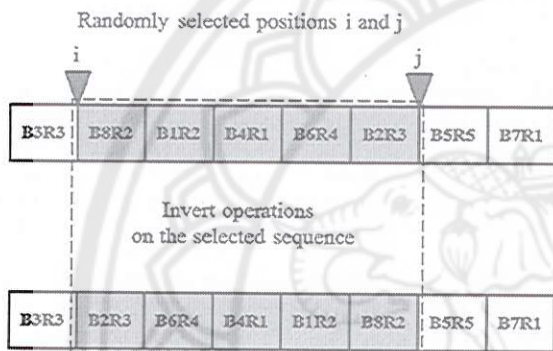 Randomly selected positions i and j
i
j
B3R3 B8R2 B1R2 B4R1 B6R4 B2R3 B5R5 B7R1
Invert operations
on the selected sequence
B3R3 B2R3 B6R4 B4R1 B1R2 B8R2 B5R5 B7R1